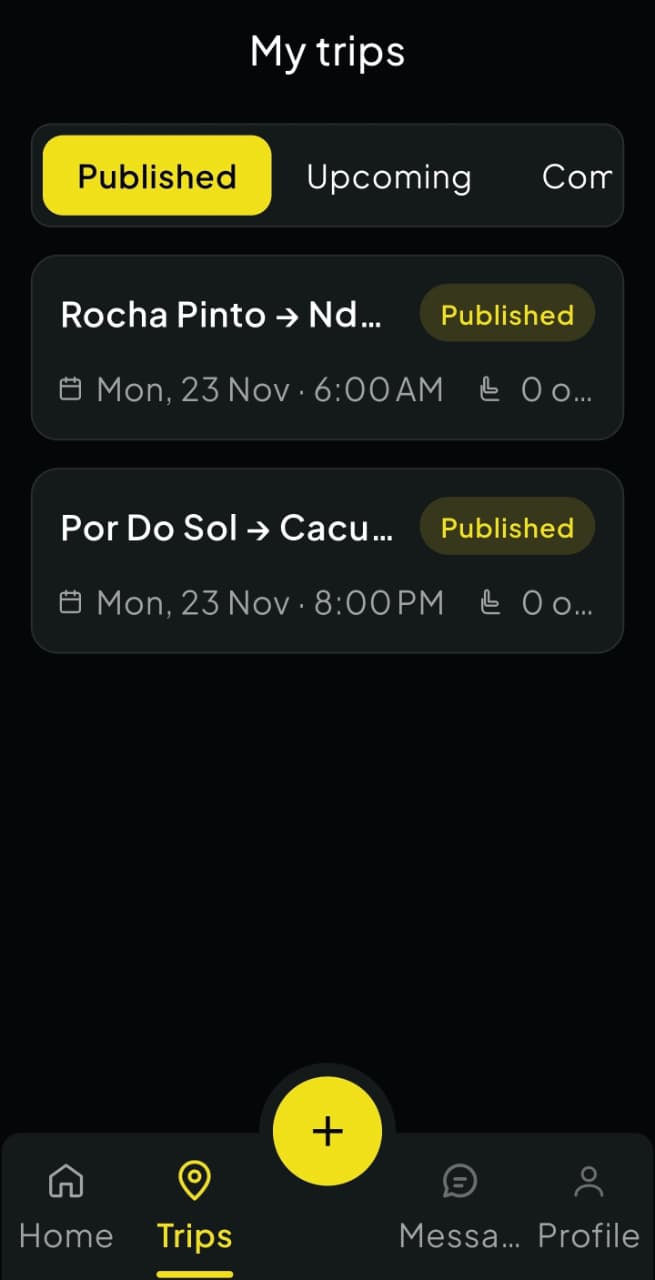 My trips
Published Upcoming Com
Rocha Pinto → Nd... Published
Mon, 23 Nov · 6:00 AM 0 o...
Por Do Sol → Cacu... Published
Mon, 23 Nov · 8:00 PM 0 o...
+
Home Trips Messa... Profile